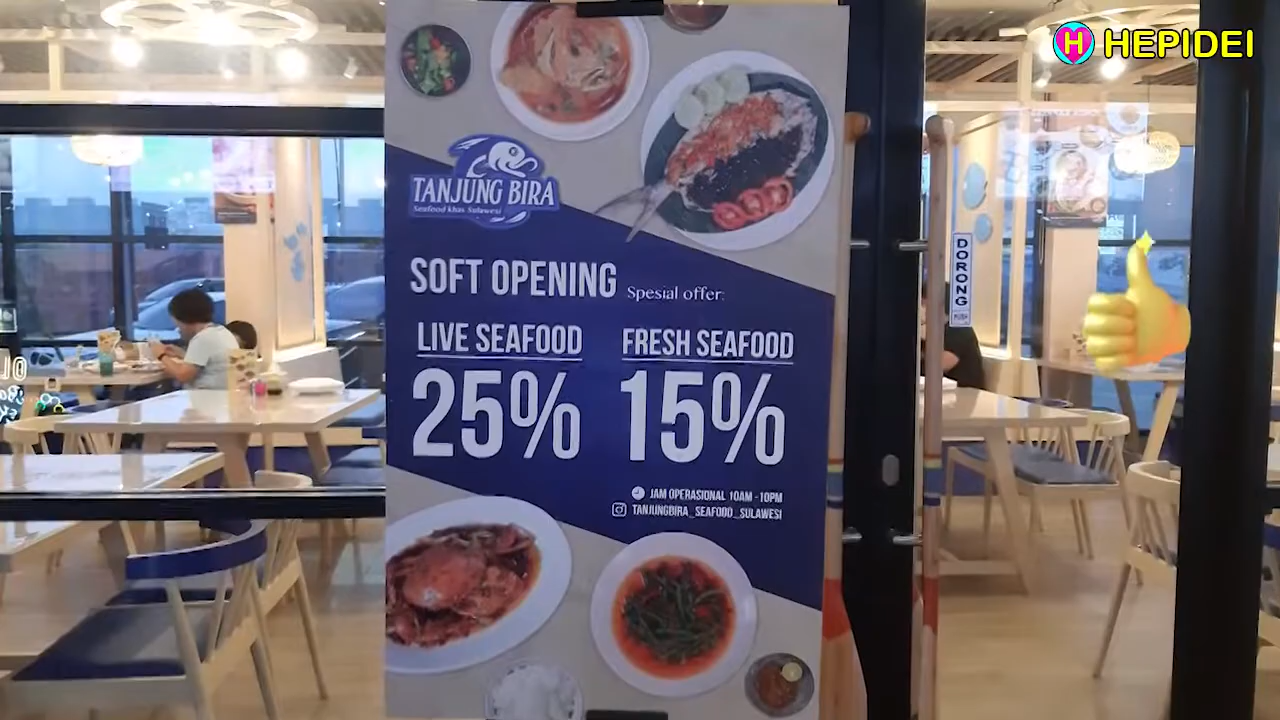 HEPIDEI
TANJUNG BIRA
Seafood khas Sulawesi
SOFT OPENING
Spesial offer:
LIVE SEAFOOD
25%
FRESH SEAFOOD
15%
JAM OPERASIONAL 10AM - 10PM
TANJUNGBIRA_SEAFOOD_SULAWESI
DORONG
PUSH